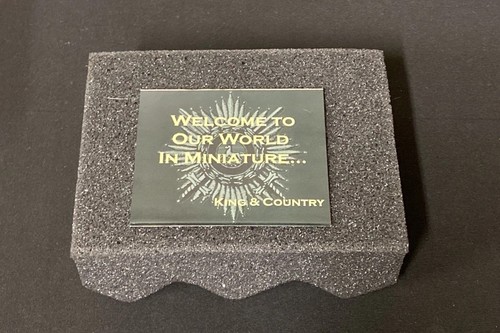 Welcome to
Our World
In Miniature...
King & Country